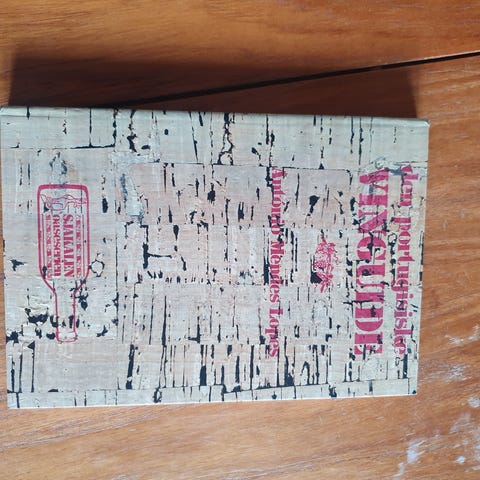 den portugisiske
VINGUIDE
Antonio Mendes Lopes